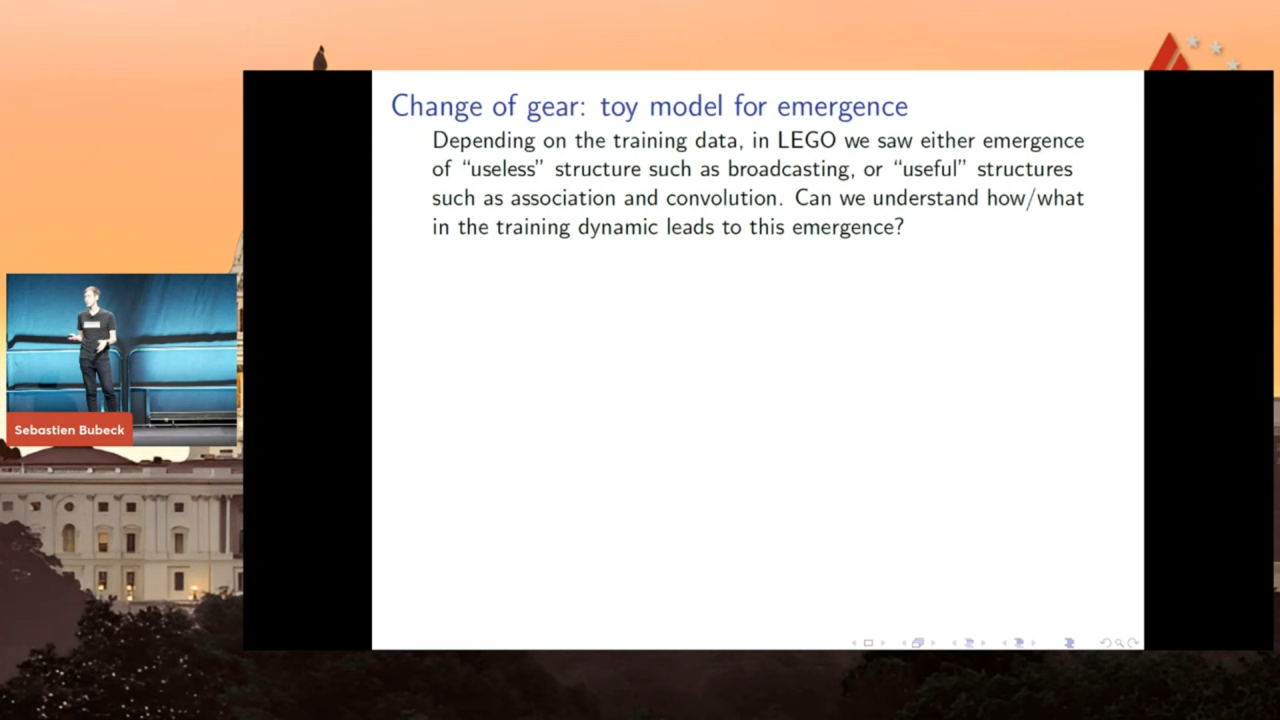 Change of gear: toy model for emergence
Depending on the training data, in LEGO we saw either emergence
of “useless” structure such as broadcasting, or “useful” structures
such as association and convolution. Can we understand how/what
in the training dynamic leads to this emergence?
Sebastien Bubeck